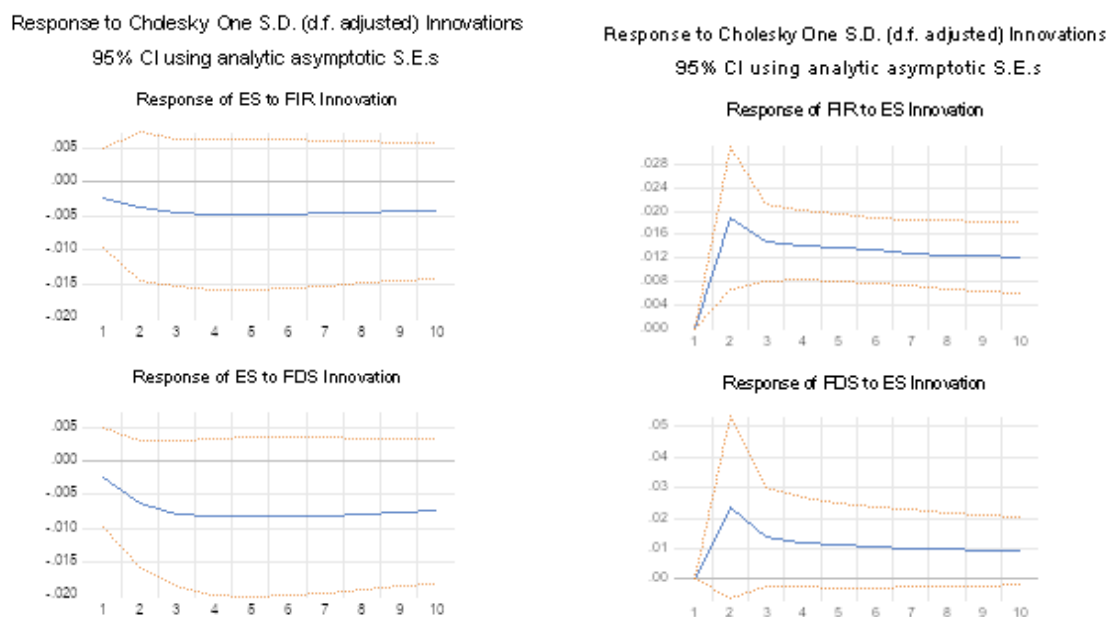 Response to Cholesky One S.D. (d.f. adjusted) Innovations
95% CI using analytic asymptotic S.E.s
Response of ES to FIR Innovation
.005
.000
-.005
-.010
-.015
-.020
1 2 3 4 5 6 7 8 9 10
Response of ES to FDS Innovation
.005
.000
-.005
-.010
-.015
-.020
1 2 3 4 5 6 7 8 9 10
Response to Cholesky One S.D. (d.f. adjusted) Innovations
95% CI using analytic asymptotic S.E.s
Response of FIR to ES Innovation
.028
.024
.020
.016
.012
.008
.004
.000
1 2 3 4 5 6 7 8 9 10
Response of FDS to ES Innovation
.05
.04
.03
.02
.01
.00
1 2 3 4 5 6 7 8 9 10